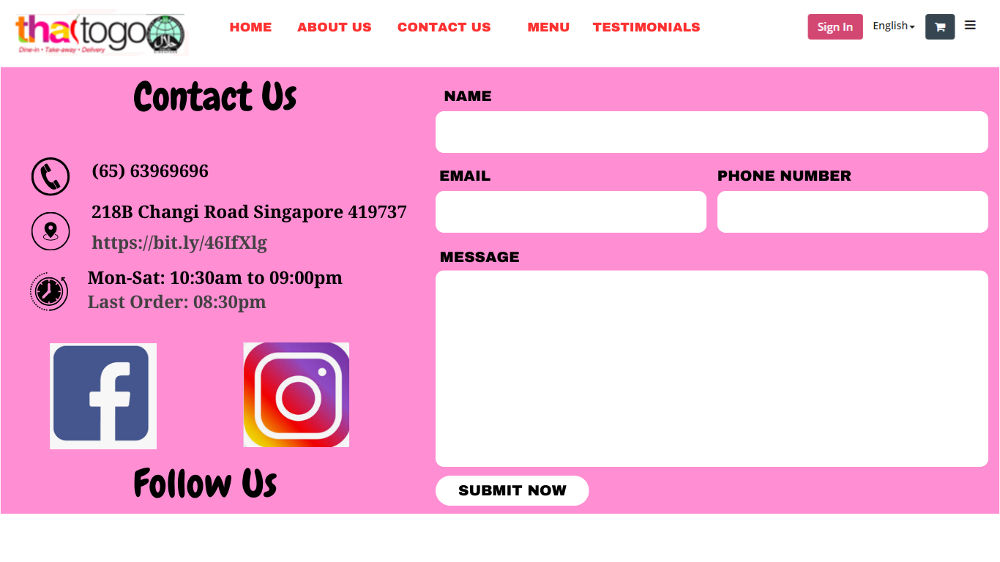 thaitogo
Dine-in • Take-away • Delivery
HOME ABOUT US CONTACT US MENU TESTIMONIALS
Sign In English
Contact Us
(65) 63969696
218B Changi Road Singapore 419737
https://bit.ly/46IfXlg
Mon-Sat: 10:30am to 09:00pm
Last Order: 08:30pm
Follow Us
NAME
EMAIL PHONE NUMBER
MESSAGE
SUBMIT NOW